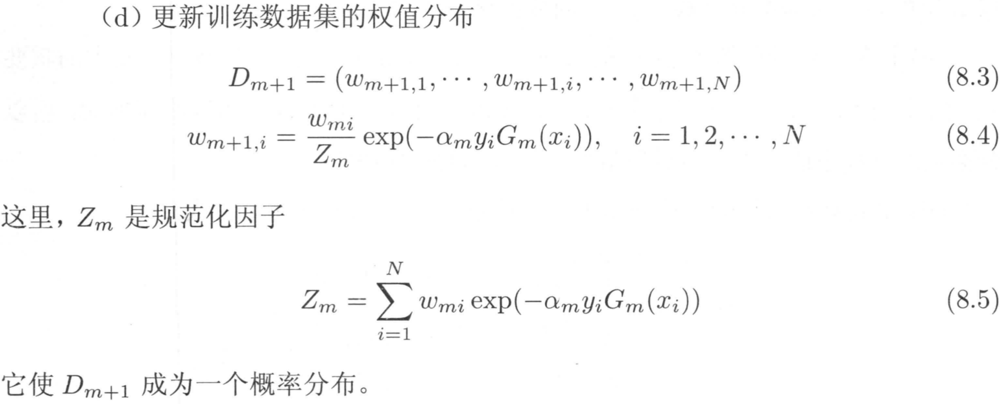 （d）更新训练数据集的权值分布
$D_{m+1} = (w_{m+1,1}, \cdots, w_{m+1,i}, \cdots, w_{m+1,N})$ (8.3)
$w_{m+1,i} = \frac{w_{mi}}{Z_m} \exp(-\alpha_m y_i G_m(x_i)), \quad i = 1, 2, \cdots, N$ (8.4)
这里，$Z_m$ 是规范化因子
$Z_m = \sum_{i=1}^{N} w_{mi} \exp(-\alpha_m y_i G_m(x_i))$ (8.5)
它使 $D_{m+1}$ 成为一个概率分布。